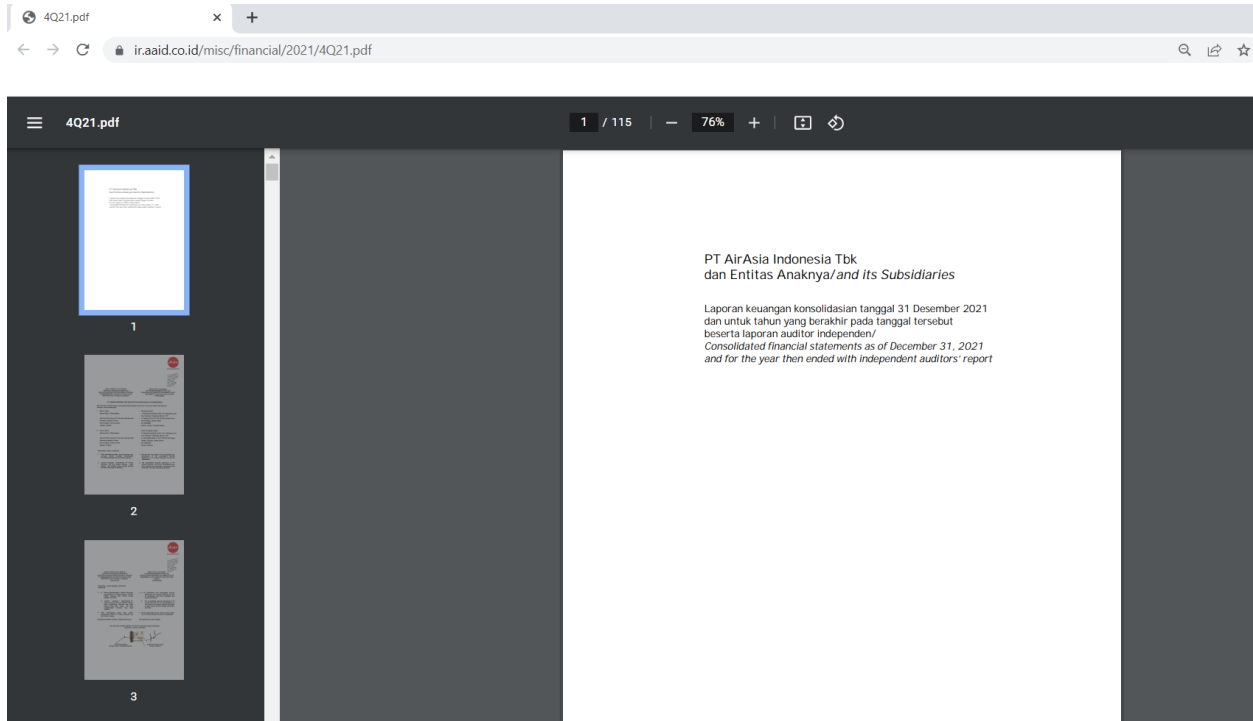 4Q21.pdf
ir.aaid.co.id/misc/financial/2021/4Q21.pdf
4Q21.pdf
1 / 115
76%
1
2
3
PT AirAsia Indonesia Tbk
dan Entitas Anaknya/and its Subsidiaries
Laporan keuangan konsolidasian tanggal 31 Desember 2021
dan untuk tahun yang berakhir pada tanggal tersebut
beserta laporan auditor independen/
Consolidated financial statements as of December 31, 2021
and for the year then ended with independent auditors' report